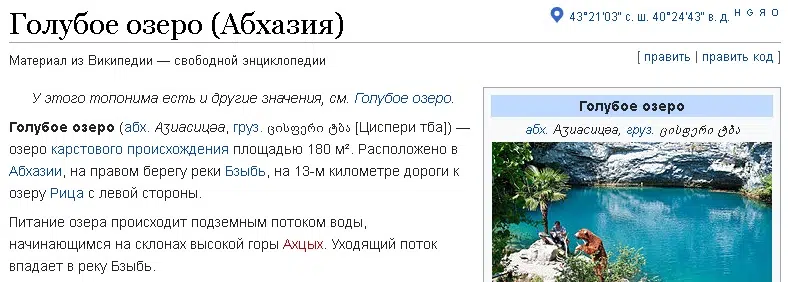 Голубое озеро (Абхазия)
43°21′03″ с. ш. 40°24′43″ в. д. H G Я O
Материал из Википедии — свободной энциклопедии
[ править | править код ]
У этого топонима есть и другие значения, см. Голубое озеро.
Голубое озеро (абх. Аӡиасицәа, груз. ცისფერი ტბა [Циспери тба]) —
озеро карстового происхождения площадью 180 м². Расположено в
Абхазии, на правом берегу реки Бзыбь, на 13-м километре дороги к
озеру Рица с левой стороны.
Питание озера происходит подземным потоком воды,
начинающимся на склонах высокой горы Ахцых. Уходящий поток
впадает в реку Бзыбь.
Голубое озеро
абх. Аӡиасицәа, груз. ცისფერი ტბა